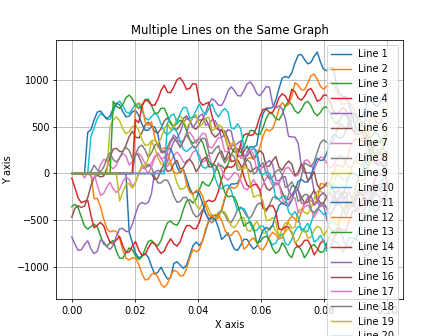 Multiple Lines on the Same Graph
Y axis
1000
500
0
−500
−1000
0.00
0.02
0.04
0.06
0.08
0.10
X axis
Line 1
Line 2
Line 3
Line 4
Line 5
Line 6
Line 7
Line 8
Line 9
Line 10
Line 11
Line 12
Line 13
Line 14
Line 15
Line 16
Line 17
Line 18
Line 19
Line 20